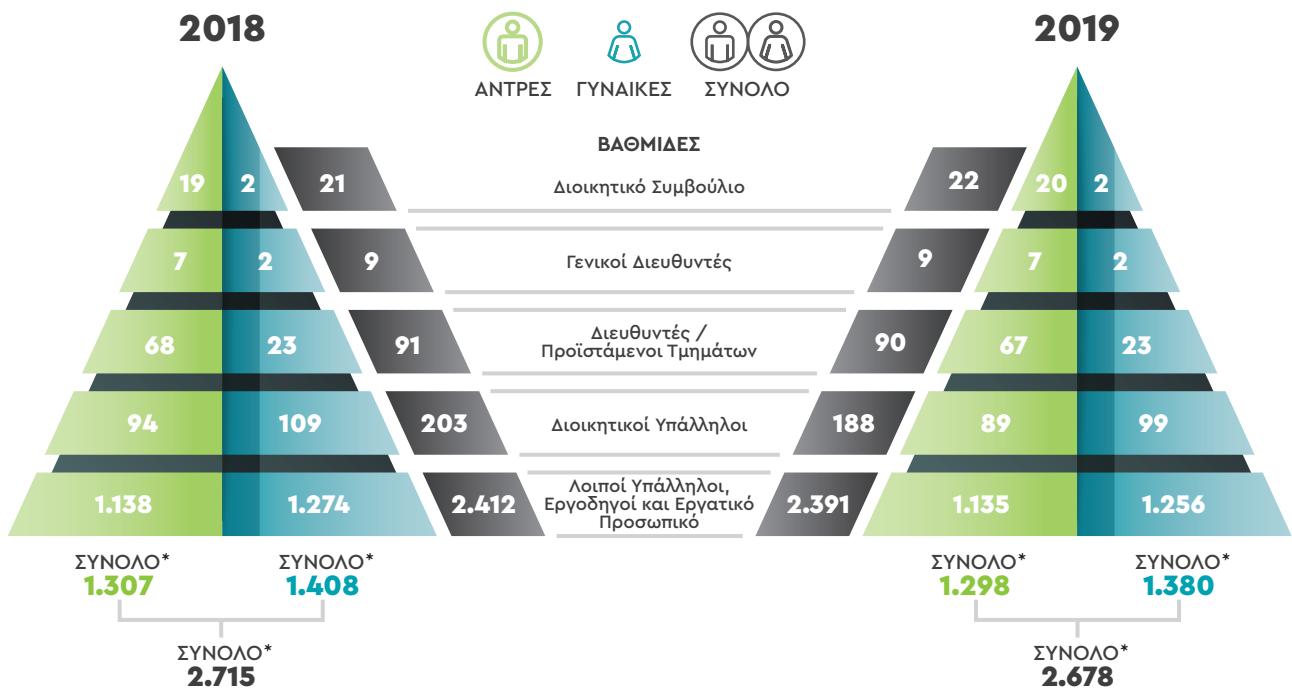 2018
2019
ΑΝΤΡΕΣ ΓΥΝΑΙΚΕΣ ΣΥΝΟΛΟ
ΒΑΘΜΙΔΕΣ
19 2 21 Διοικητικό Συμβούλιο 22 20 2
7 2 9 Γενικοί Διευθυντές 9 7 2
68 23 91 Διευθυντές /
Προϊστάμενοι Τμημάτων 90 67 23
94 109 203 Διοικητικοί Υπάλληλοι 188 89 99
1.138 1.274 2.412 Λοιποί Υπάλληλοι,
Εργοδηγοί και Εργατικό
Προσωπικό 2.391 1.135 1.256
ΣΥΝΟΛΟ* ΣΥΝΟΛΟ* ΣΥΝΟΛΟ* ΣΥΝΟΛΟ*
1.307 1.408 1.298 1.380
ΣΥΝΟΛΟ* ΣΥΝΟΛΟ*
2.715 2.678